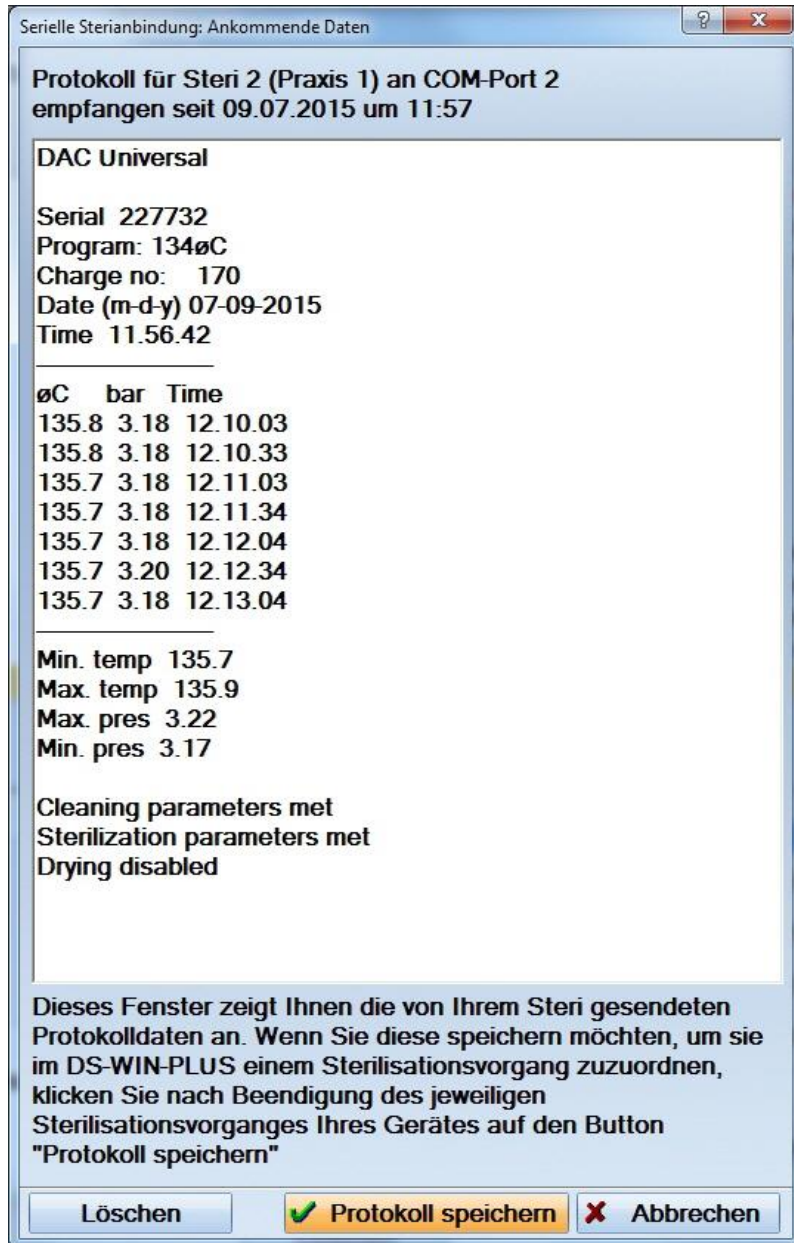 Serielle Sterianbindung: Ankommende Daten
Protokoll für Steri 2 (Praxis 1) an COM-Port 2
empfangen seit 09.07.2015 um 11:57
DAC Universal
Serial 227732
Program: 134øC
Charge no: 170
Date (m-d-y) 07-09-2015
Time 11.56.42
øC bar Time
135.8 3.18 12.10.03
135.8 3.18 12.10.33
135.7 3.18 12.11.03
135.7 3.18 12.11.34
135.7 3.18 12.12.04
135.7 3.20 12.12.34
135.7 3.18 12.13.04
Min. temp 135.7
Max. temp 135.9
Max. pres 3.22
Min. pres 3.17
Cleaning parameters met
Sterilization parameters met
Drying disabled
Dieses Fenster zeigt Ihnen die von Ihrem Steri gesendeten
Protokolldaten an. Wenn Sie diese speichern möchten, um sie
im DS-WIN-PLUS einem Sterilisationsvorgang zuzuordnen,
klicken Sie nach Beendigung des jeweiligen
Sterilisationsvorganges Ihres Gerätes auf den Button
"Protokoll speichern"
Löschen Protokoll speichern Abbrechen